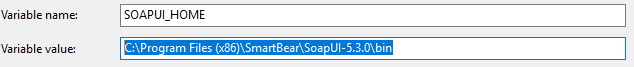 Variable name: SOAPUI_HOME
Variable value: C:\Program Files (x86)\SmartBear\SoapUI-5.3.0\bin